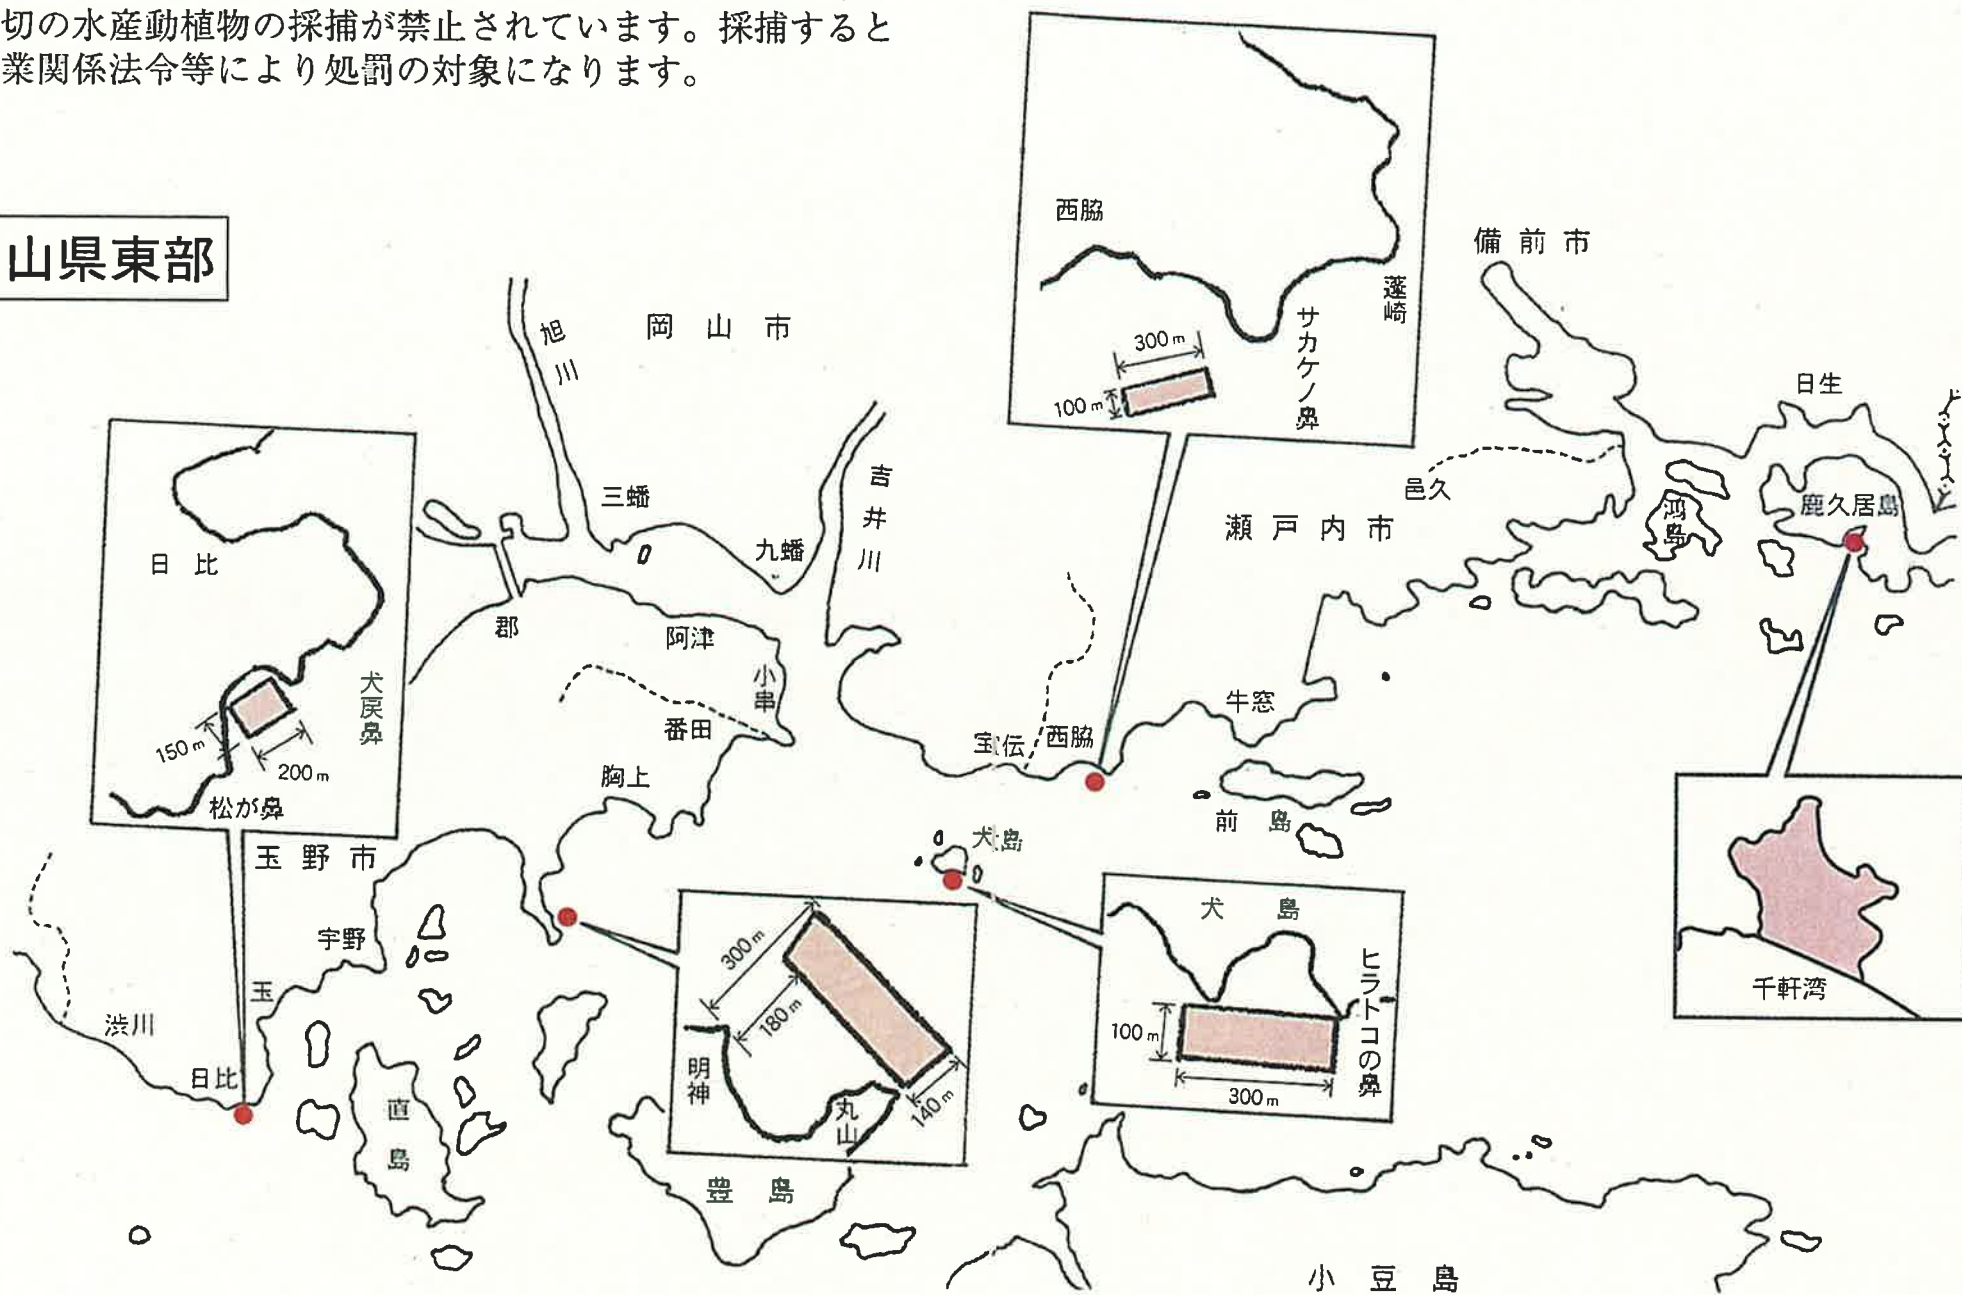 切の水産動植物の採捕が禁止されています。採捕すると
業関係法令等により処罰の対象になります。
山県東部
西脇
蓬崎
サカケノ鼻
300m
100m
備前市
日生
鹿久居島
鴻島
邑久
瀬戸内市
岡山市
旭川
吉井川
三蟠
九蟠
郡
阿津
小串
番田
胸上
宝伝
西脇
牛窓
前島
犬島
日比
犬戻鼻
150m
200m
松が鼻
玉野市
宇野
玉
渋川
日比
直島
豊島
300m
180m
明神
丸山
140m
犬島
ヒラトコの鼻
100m
300m
千軒湾
小豆島